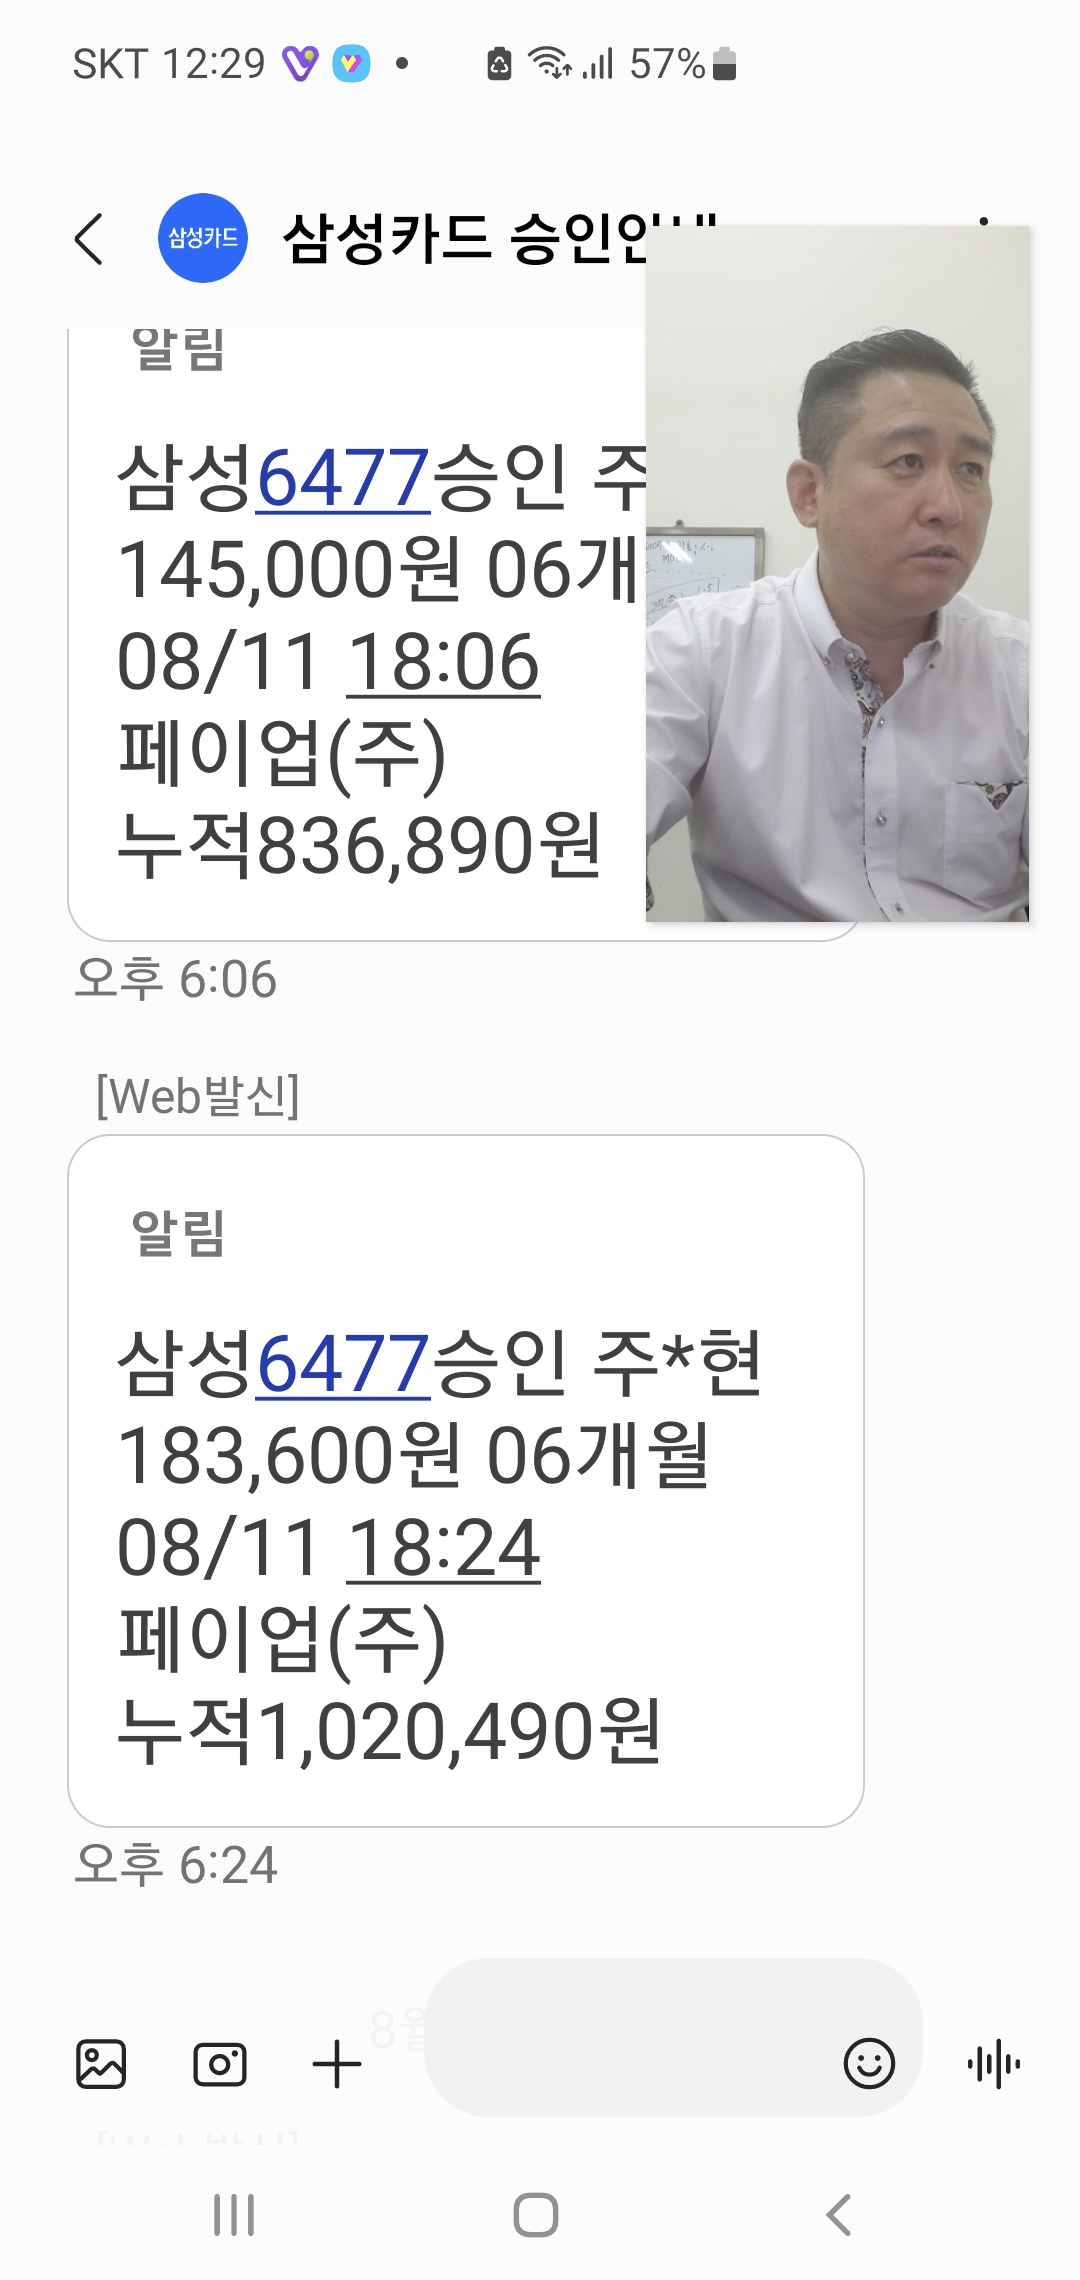 SKT 12:29 57%
삼성카드 삼성카드 승인안내
알림
삼성6477승인 주
145,000원 06개
08/11 18:06
페이업(주)
누적836,890원
오후 6:06
[Web발신]
알림
삼성6477승인 주*현
183,600원 06개월
08/11 18:24
페이업(주)
누적1,020,490원
오후 6:24
8월
[Web발신]